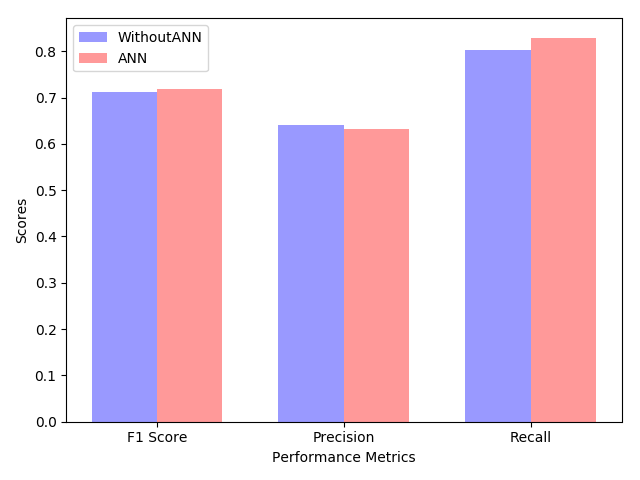 WithoutANN
ANN
0.8
0.7
0.6
0.5
0.4
0.3
0.2
0.1
0.0
Scores
F1 Score
Precision
Recall
Performance Metrics